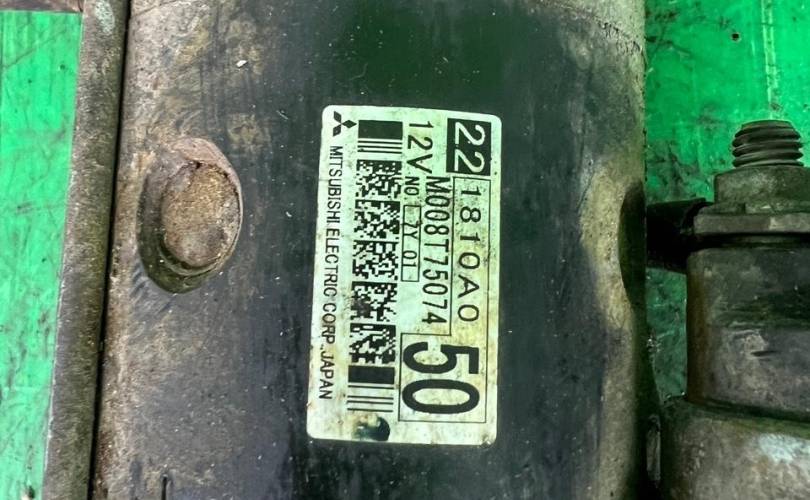 22 1810A0 50
M008T75074
12V NO 7Y 01
MITSUBISHI ELECTRIC CORP. JAPAN